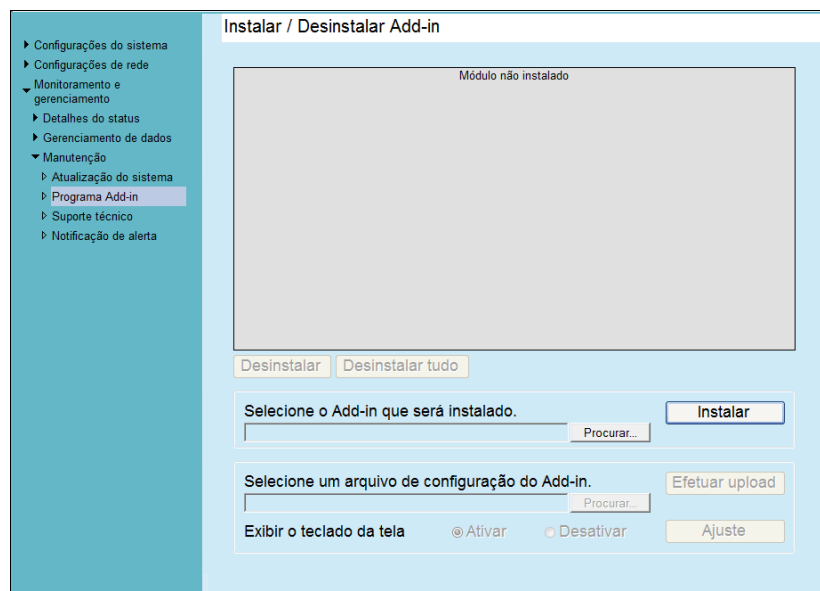 Instalar / Desinstalar Add-in
Configurações do sistema
Configurações de rede
Monitoramento e
gerenciamento
Detalhes do status
Gerenciamento de dados
Manutenção
Atualização do sistema
Programa Add-in
Suporte técnico
Notificação de alerta
Módulo não instalado
Desinstalar
Desinstalar tudo
Selecione o Add-in que será instalado.
Instalar
Procurar...
Selecione um arquivo de configuração do Add-in.
Efetuar upload
Procurar...
Exibir o teclado da tela
Ativar
Desativar
Ajuste